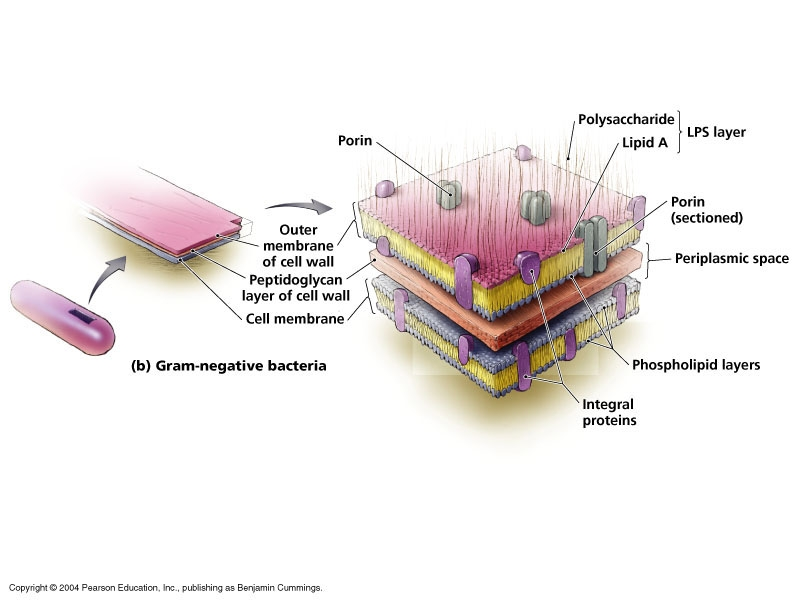 Polysaccharide
LPS layer
Lipid A
Porin
Porin
(sectioned)
Outer
membrane
of cell wall
Periplasmic space
Peptidoglycan
layer of cell wall
Cell membrane
(b) Gram-negative bacteria
Phospholipid layers
Integral
proteins
Copyright © 2004 Pearson Education, Inc., publishing as Benjamin Cummings.